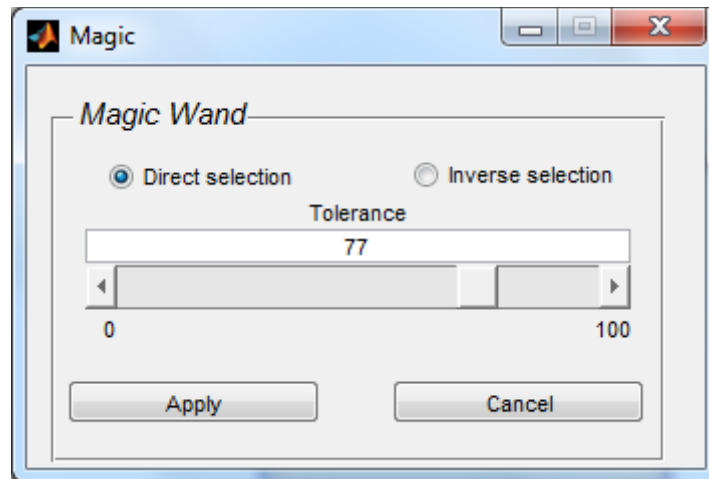 Magic
Magic Wand
Direct selection Inverse selection
Tolerance
77
0 100
Apply Cancel